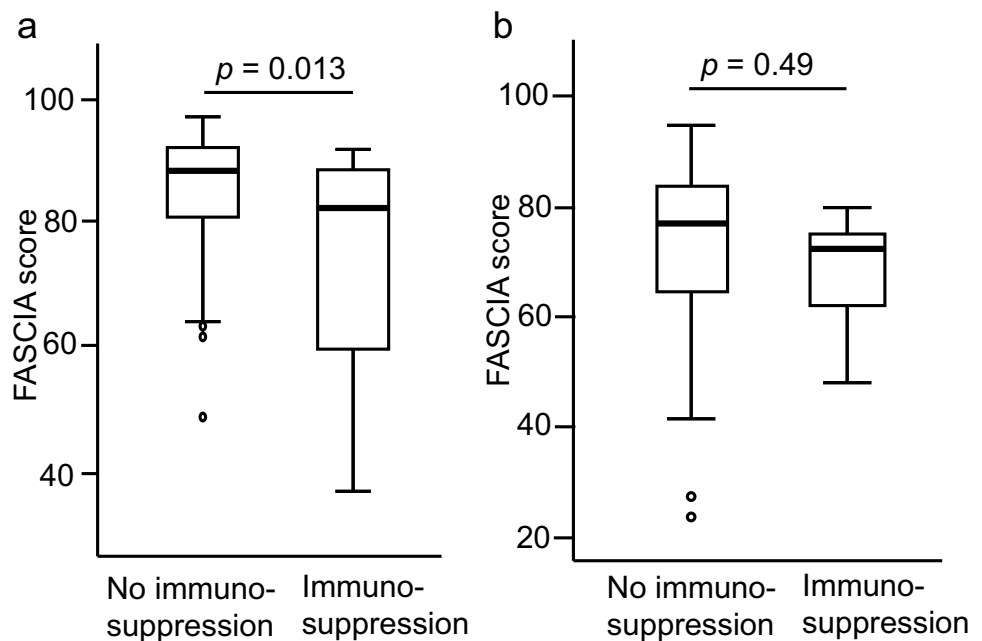 a
p = 0.013
100
80
60
40
FASCIA score
No immuno-
suppression
Immuno-
suppression
b
p = 0.49
100
80
60
40
20
FASCIA score
No immuno-
suppression
Immuno-
suppression